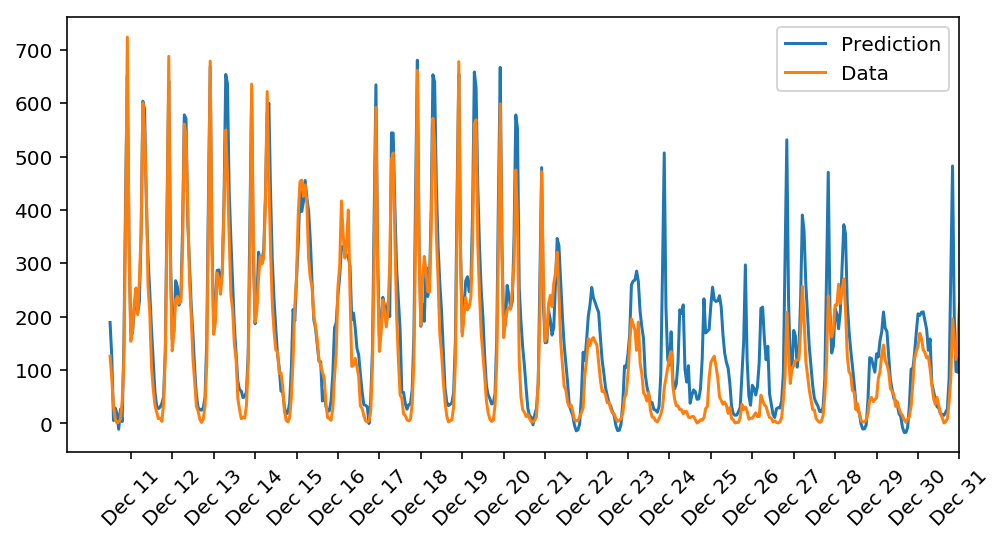 700
600
500
400
300
200
100
0
Prediction
Data
Dec 11
Dec 12
Dec 13
Dec 14
Dec 15
Dec 16
Dec 17
Dec 18
Dec 19
Dec 20
Dec 21
Dec 22
Dec 23
Dec 24
Dec 25
Dec 26
Dec 27
Dec 28
Dec 29
Dec 30
Dec 31